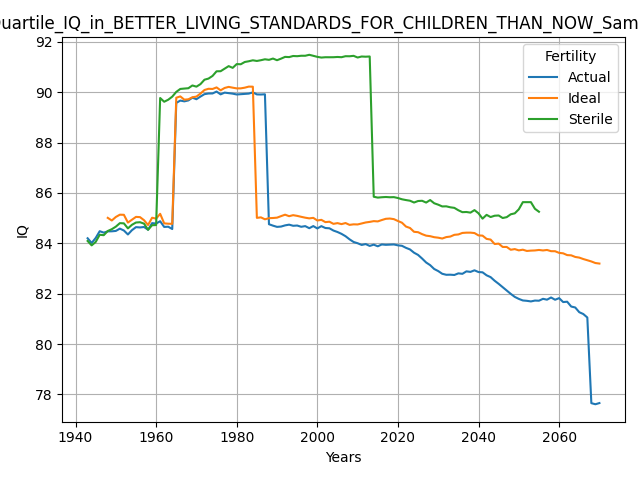 uartile_IQ_in_BETTER_LIVING_STANDARDS_FOR_CHILDREN_THAN_NOW_Sam
92
90
88
86
84
82
80
78
IQ
Fertility
Actual
Ideal
Sterile
1940 1960 1980 2000 2020 2040 2060
Years